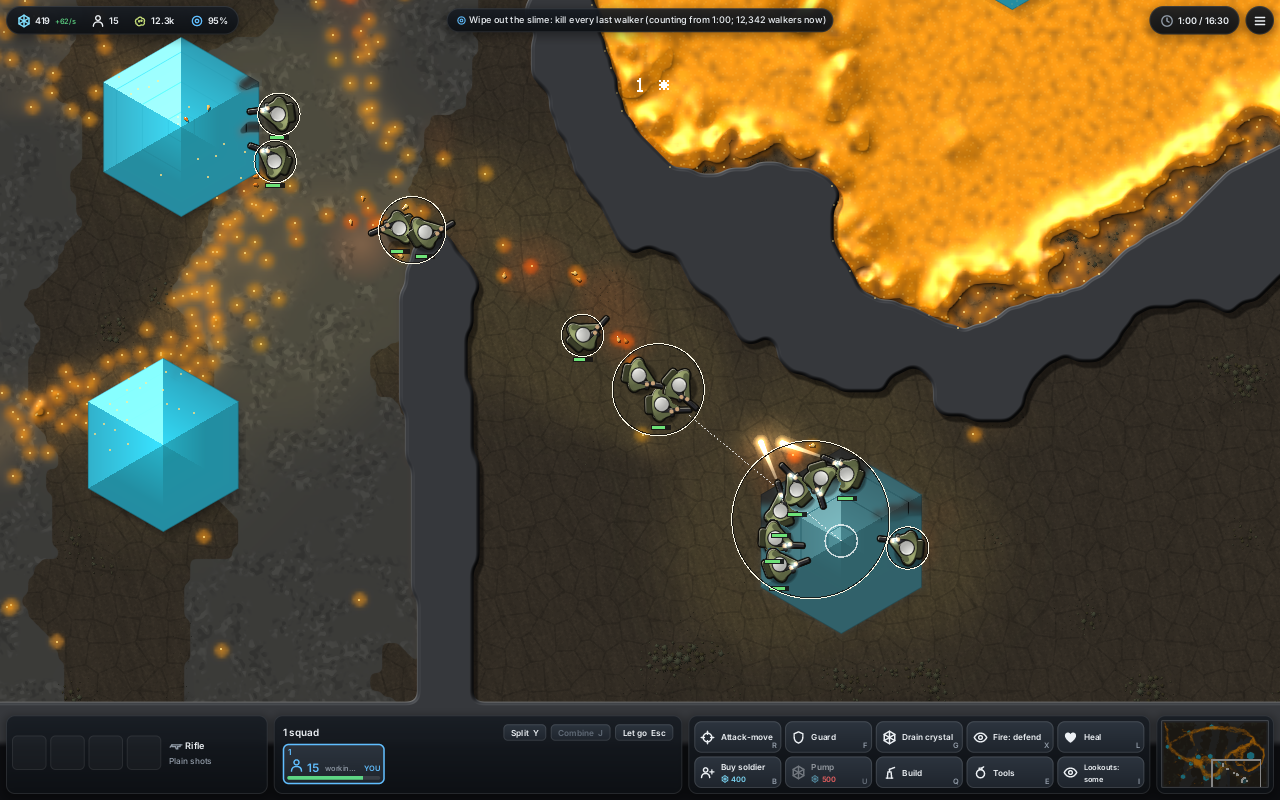 419 +62/s 15 12.3k 95%
Wipe out the slime: kill every last walker (counting from 1:00; 12,342 walkers now)
1:00 / 16:30
1
Rifle
Plain shots
1 squad
Split Y
Combine J
Let go Esc
1
15 workin... YOU
Attack-move R
Guard F
Drain crystal G
Fire: defend X
Heal L
Buy soldier 400 B
Pump 500 U
Build Q
Tools E
Lookouts: some I